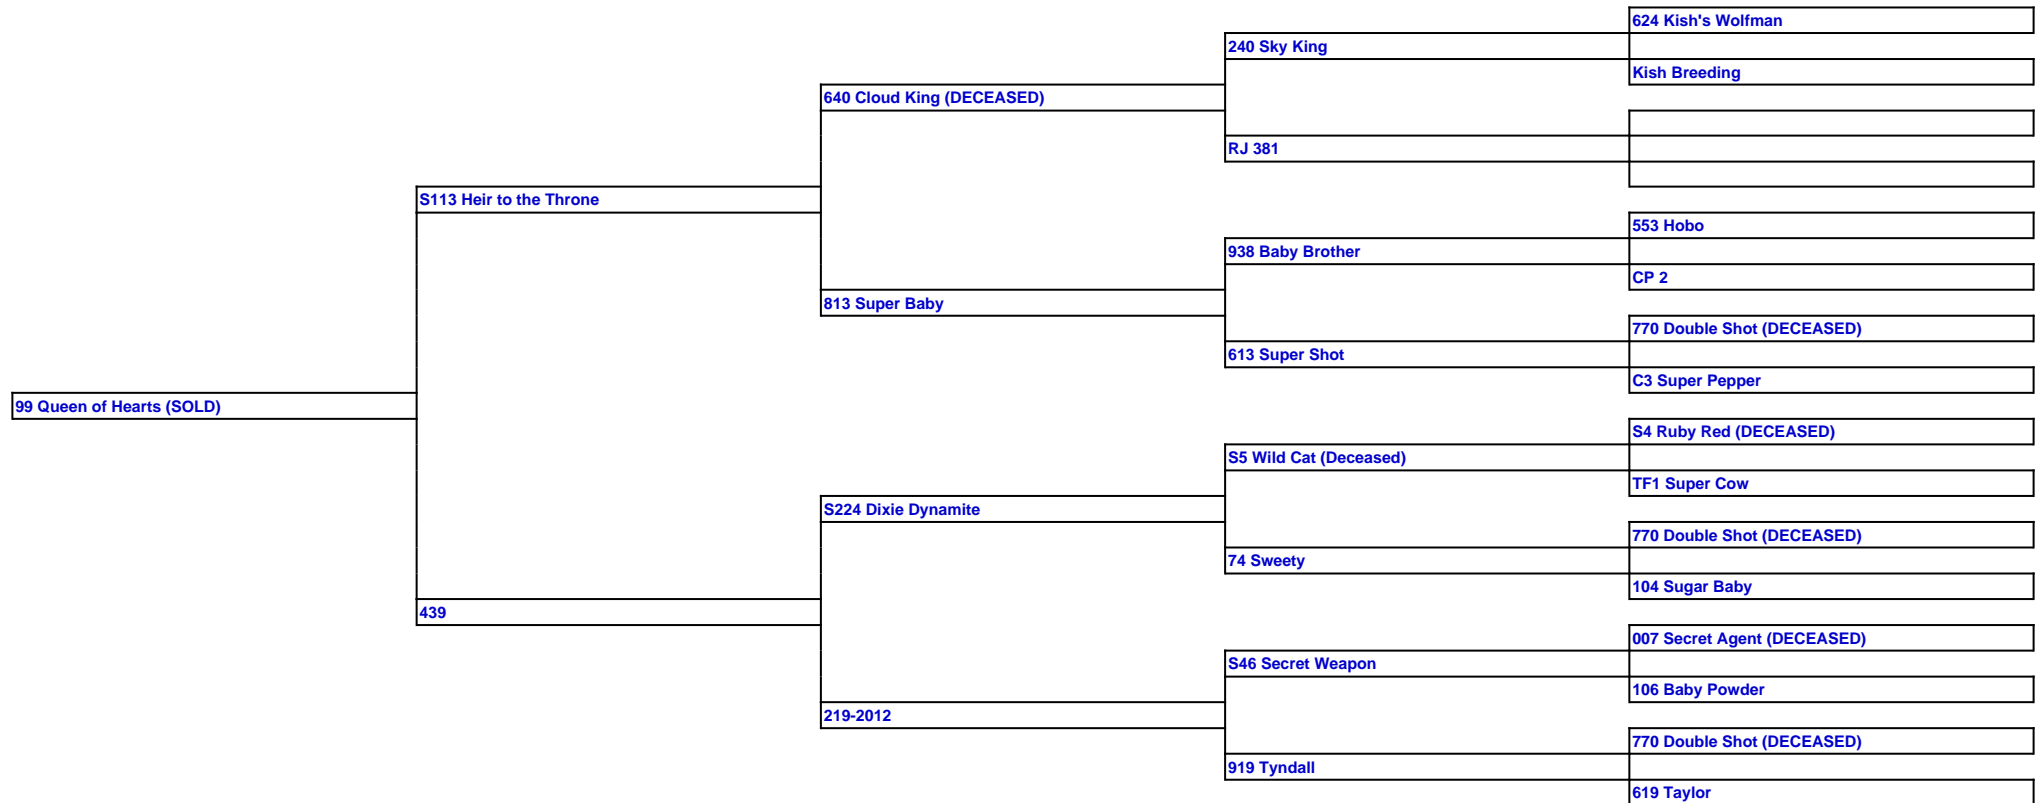 624 Kish's Wolfman
240 Sky King
Kish Breeding
640 Cloud King (DECEASED)
RJ 381
S113 Heir to the Throne
553 Hobo
938 Baby Brother
CP 2
813 Super Baby
770 Double Shot (DECEASED)
613 Super Shot
C3 Super Pepper
99 Queen of Hearts (SOLD)
S4 Ruby Red (DECEASED)
S5 Wild Cat (Deceased)
TF1 Super Cow
S224 Dixie Dynamite
770 Double Shot (DECEASED)
74 Sweety
104 Sugar Baby
439
007 Secret Agent (DECEASED)
S46 Secret Weapon
106 Baby Powder
219-2012
770 Double Shot (DECEASED)
919 Tyndall
619 Taylor